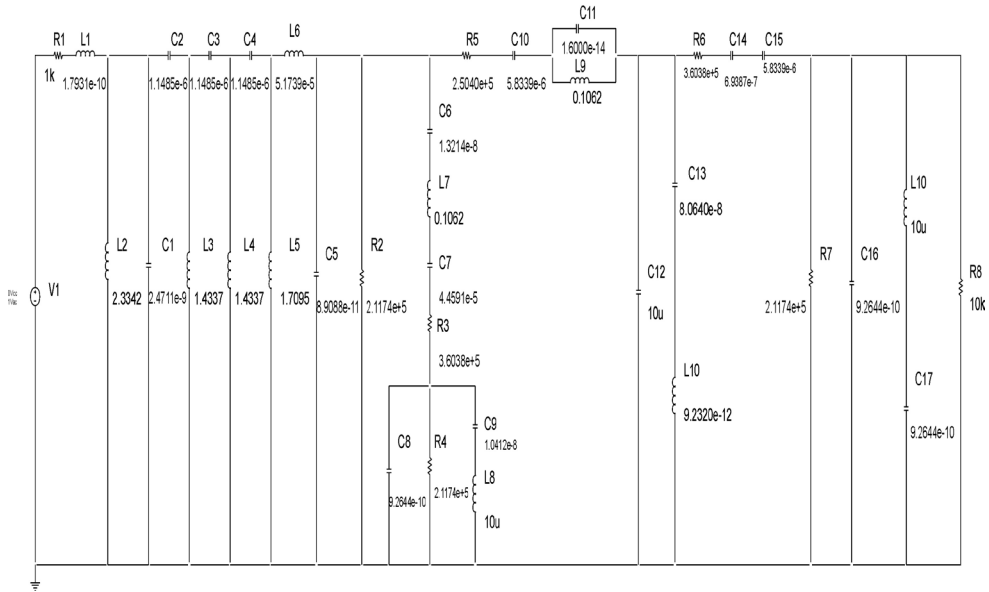 R1 L1
1k 1.7931e-10
C2 C3 C4
1.1485e-6 1.1485e-6 1.1485e-6
L6
5.1739e-5
R5 C10
2.5040e+5 5.8339e-6
C11
1.6000e-14
L9
0.1062
R6 C14 C15
3.6038e+5 6.9387e-7 5.8339e-6
C6
1.3214e-8
L7
0.1062
C7
4.4591e-5
R3
3.6038e+5
C13
8.0640e-8
L10
10u
L2 C1 L3 L4 L5 C5 R2
2.3342 2.4711e-9 1.4337 1.4337 1.7095 8.9088e-11 2.1174e+5
V1
0Vcc
1Vac
C12
10u
R7 C16
2.1174e+5 9.2644e-10
R8
10k
L10
9.2320e-12
C17
9.2644e-10
C8 R4 C9
9.2644e-10 2.1174e+5 1.0412e-8
L8
10u